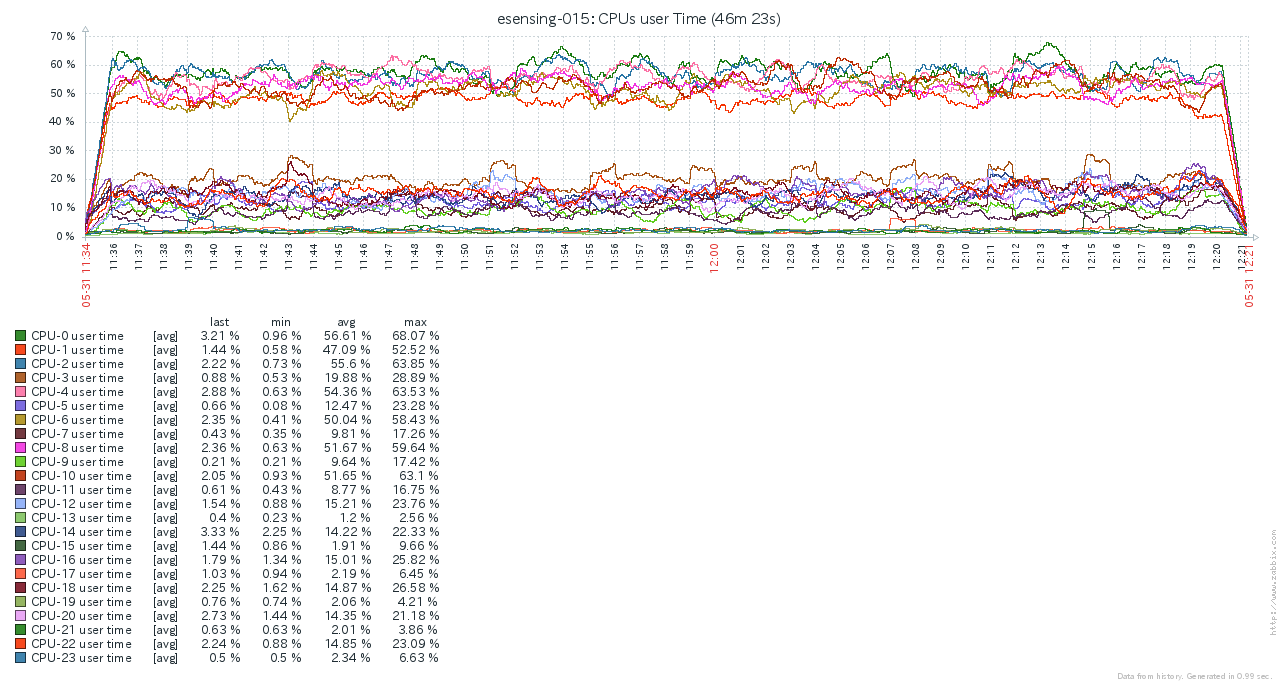 esensing-015: CPUs user Time (46m 23s)
70 %
60 %
50 %
40 %
30 %
20 %
10 %
0 %
05-31 11:34
11:36
11:37
11:38
11:39
11:40
11:41
11:42
11:43
11:44
11:45
11:46
11:47
11:48
11:49
11:50
11:51
11:52
11:53
11:54
11:55
11:56
11:57
11:58
11:59
12:00
12:01
12:02
12:03
12:04
12:05
12:06
12:07
12:08
12:09
12:10
12:11
12:12
12:13
12:14
12:15
12:16
12:17
12:18
12:19
12:20
12:21
05-31 12:21
last min avg max
CPU-0 user time [avg] 3.21 % 0.96 % 56.61 % 68.07 %
CPU-1 user time [avg] 1.44 % 0.58 % 47.09 % 52.52 %
CPU-2 user time [avg] 2.22 % 0.73 % 55.6 % 63.85 %
CPU-3 user time [avg] 0.88 % 0.53 % 19.88 % 28.89 %
CPU-4 user time [avg] 2.88 % 0.63 % 54.36 % 63.53 %
CPU-5 user time [avg] 0.66 % 0.08 % 12.47 % 23.28 %
CPU-6 user time [avg] 2.35 % 0.41 % 50.04 % 58.43 %
CPU-7 user time [avg] 0.43 % 0.35 % 9.81 % 17.26 %
CPU-8 user time [avg] 2.36 % 0.63 % 51.67 % 59.64 %
CPU-9 user time [avg] 0.21 % 0.21 % 9.64 % 17.42 %
CPU-10 user time [avg] 2.05 % 0.93 % 51.65 % 63.1 %
CPU-11 user time [avg] 0.61 % 0.43 % 8.77 % 16.75 %
CPU-12 user time [avg] 1.54 % 0.88 % 15.21 % 23.76 %
CPU-13 user time [avg] 0.4 % 0.23 % 1.2 % 2.56 %
CPU-14 user time [avg] 3.33 % 2.25 % 14.22 % 22.33 %
CPU-15 user time [avg] 1.44 % 0.86 % 1.91 % 9.66 %
CPU-16 user time [avg] 1.79 % 1.34 % 15.01 % 25.82 %
CPU-17 user time [avg] 1.03 % 0.94 % 2.19 % 6.45 %
CPU-18 user time [avg] 2.25 % 1.62 % 14.87 % 26.58 %
CPU-19 user time [avg] 0.76 % 0.74 % 2.06 % 4.21 %
CPU-20 user time [avg] 2.73 % 1.44 % 14.35 % 21.18 %
CPU-21 user time [avg] 0.63 % 0.63 % 2.01 % 3.86 %
CPU-22 user time [avg] 2.24 % 0.88 % 14.85 % 23.09 %
CPU-23 user time [avg] 0.5 % 0.5 % 2.34 % 6.63 %
http://www.zabbix.com
Data from history. Generated in 0.99 sec.